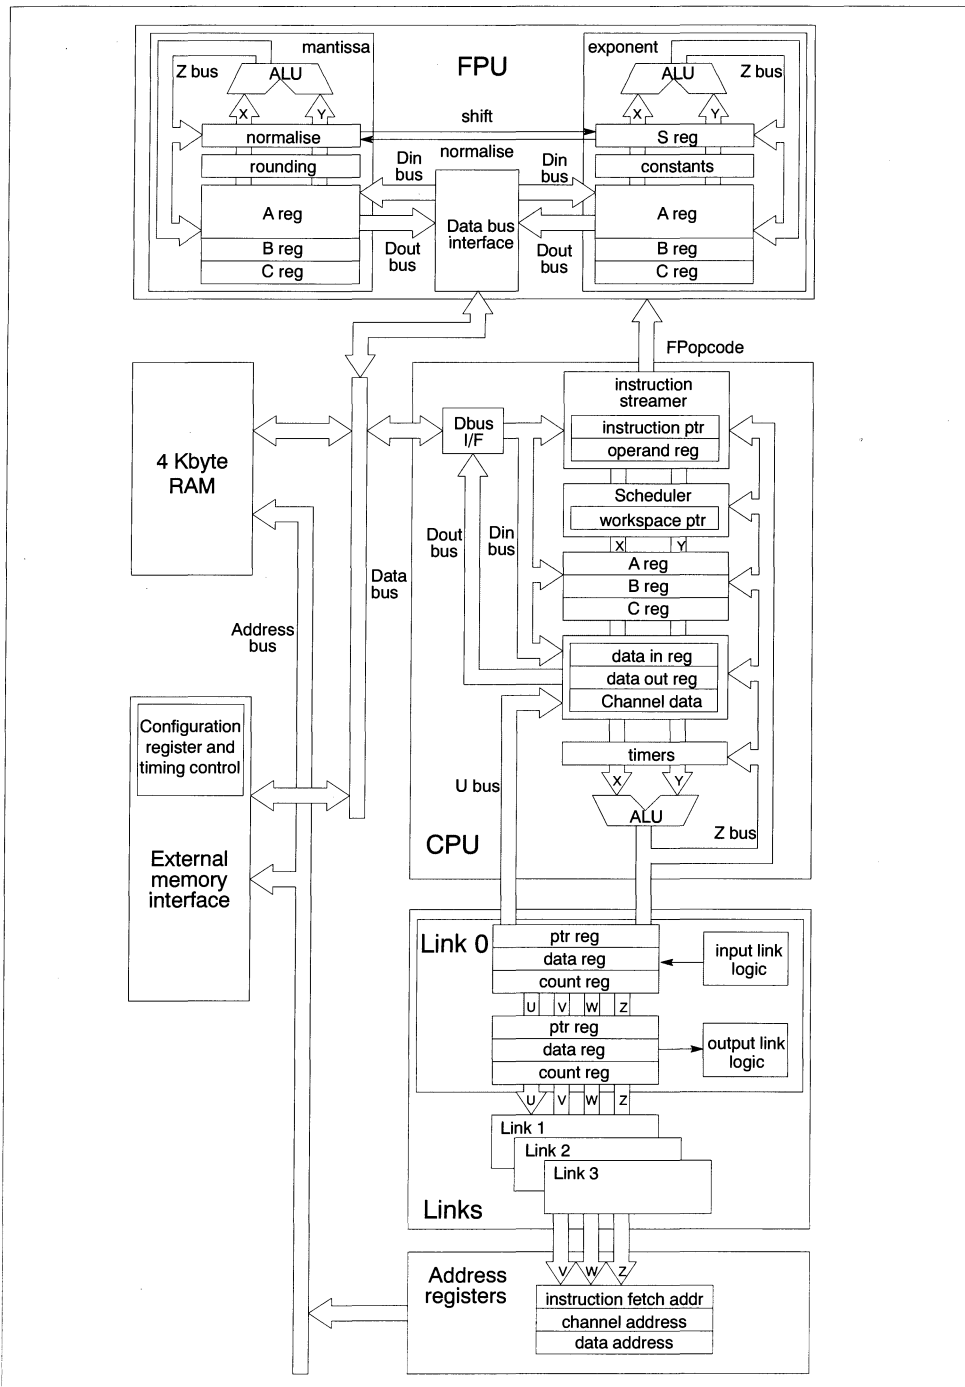 mantissa
FPU
exponent
Z bus
ALU
ALU
Z bus
X
Y
X
Y
shift
normalise
S reg
normalise
rounding
constants
Din
bus
Din
bus
A reg
Data bus
interface
A reg
Dout
bus
Dout
bus
B reg
C reg
B reg
C reg
FPopcode
4 Kbyte
RAM
Dbus
I/F
instruction
streamer
instruction ptr
operand reg
Scheduler
workspace ptr
Dout
bus
Din
bus
X
Y
Data
bus
A reg
B reg
C reg
Address
bus
data in reg
data out reg
Channel data
Configuration
register and
timing control
timers
U bus
X
Y
ALU
Z bus
CPU
External
memory
interface
Link 0
ptr reg
data reg
count reg
input link
logic
U
V
W
Z
ptr reg
data reg
count reg
output link
logic
U
V
W
Z
Link 1
Link 2
Link 3
Links
V
W
Z
Address
registers
instruction fetch addr
channel address
data address